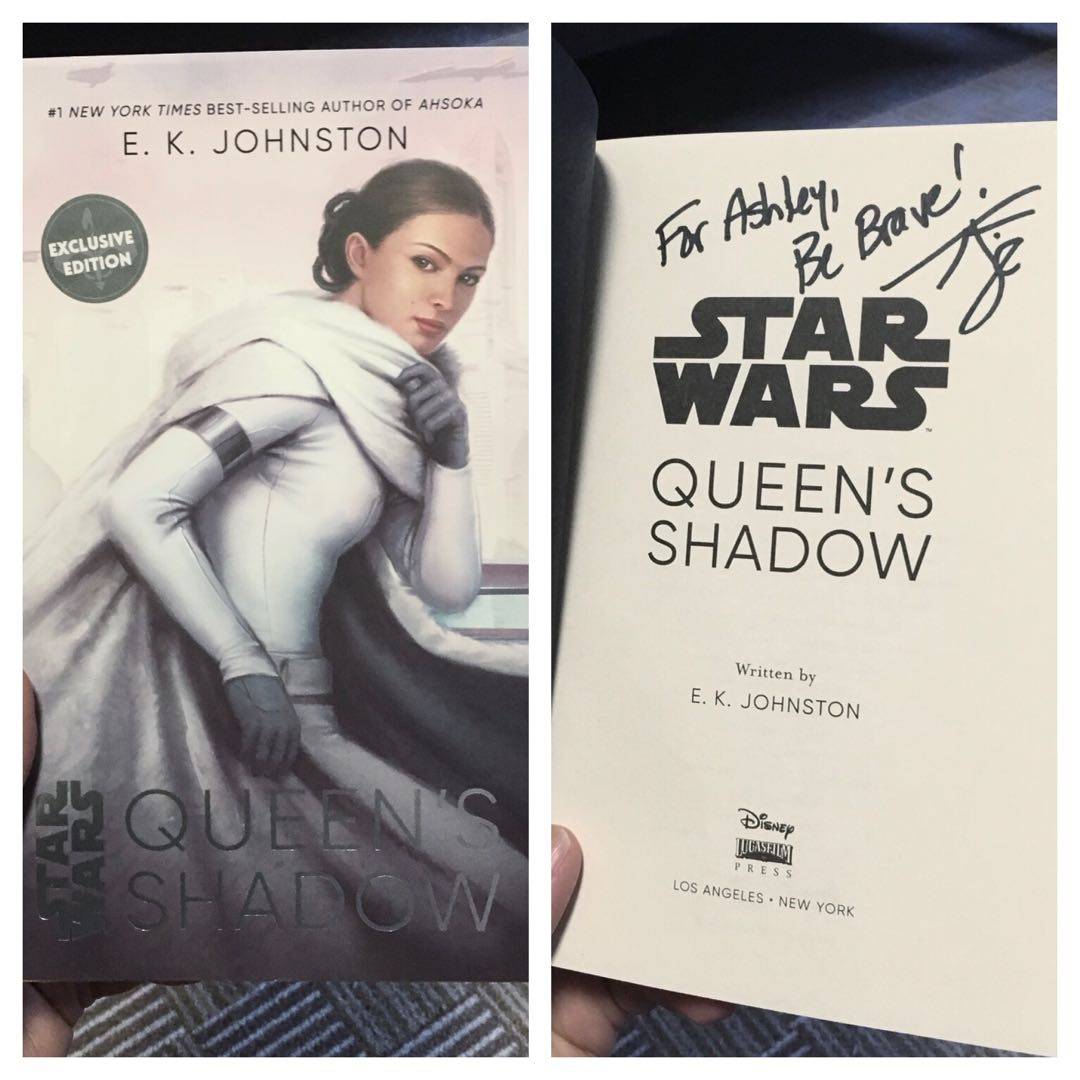 #1 NEW YORK TIMES BEST-SELLING AUTHOR OF AHSOKA
E. K. JOHNSTON
EXCLUSIVE
EDITION
STAR
WARS
QUEEN'S
SHADOW
For Ashley,
Be Brave!
STAR
WARS™
QUEEN'S
SHADOW
Written by
E. K. JOHNSTON
Disney
LUCASFILM
PRESS
LOS ANGELES • NEW YORK